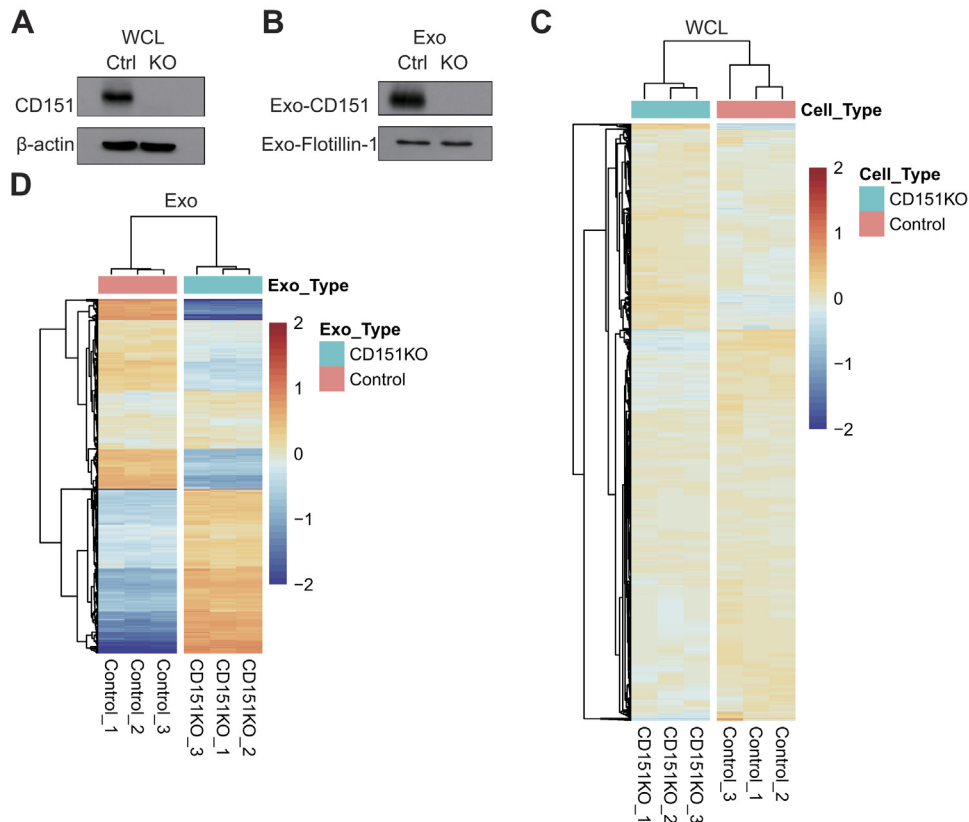 A
WCL
Ctrl KO
CD151
β-actin
B
Exo
Ctrl KO
Exo-CD151
Exo-Flotillin-1
C
WCL
Cell_Type
2
1
0
−1
−2
Cell_Type
CD151KO
Control
CD151KO_1
CD151KO_2
CD151KO_3
Control_3
Control_1
Control_2
D
Exo
Exo_Type
2
1
0
−1
−2
Exo_Type
CD151KO
Control
Control_1
Control_2
Control_3
CD151KO_3
CD151KO_1
CD151KO_2